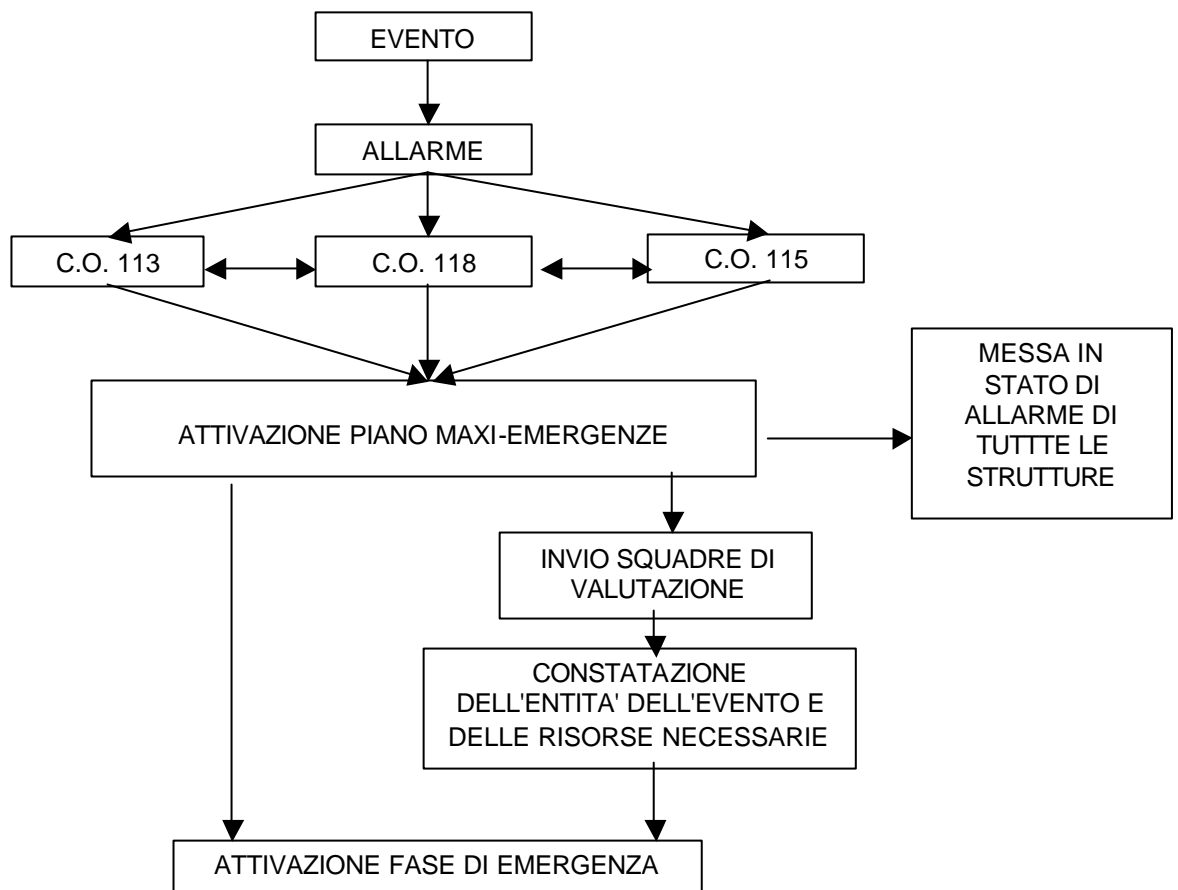 EVENTO
ALLARME
C.O. 113
C.O. 118
C.O. 115
MESSA IN
STATO DI
ALLARME DI
TUTTTE LE
STRUTTURE
ATTIVAZIONE PIANO MAXI-EMERGENZE
INVIO SQUADRE DI
VALUTAZIONE
CONSTATAZIONE
DELL'ENTITA' DELL'EVENTO E
DELLE RISORSE NECESSARIE
ATTIVAZIONE FASE DI EMERGENZA